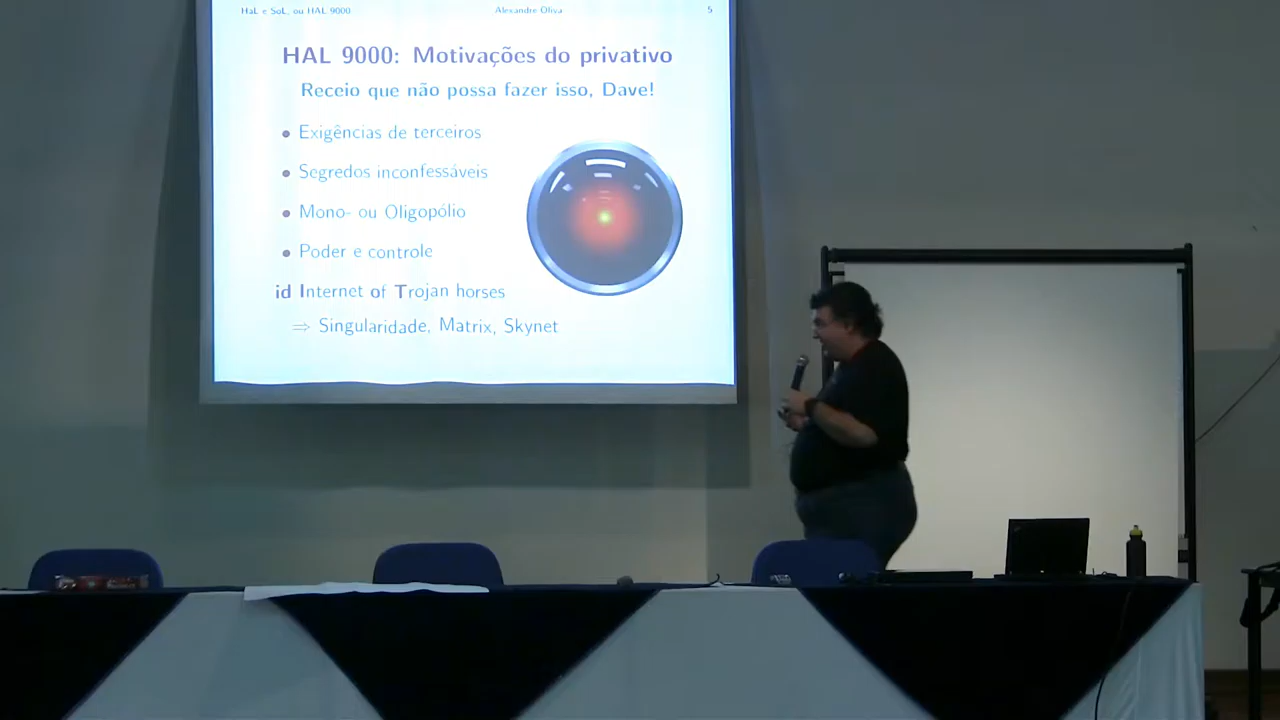 HaL e SoL, ou HAL 9000 Alexandre Oliva 5
HAL 9000: Motivações do privativo
Receio que não possa fazer isso, Dave!
• Exigências de terceiros
• Segredos inconfessáveis
• Mono- ou Oligopólio
• Poder e controle
id Internet of Trojan horses
⇒ Singularidade, Matrix, Skynet